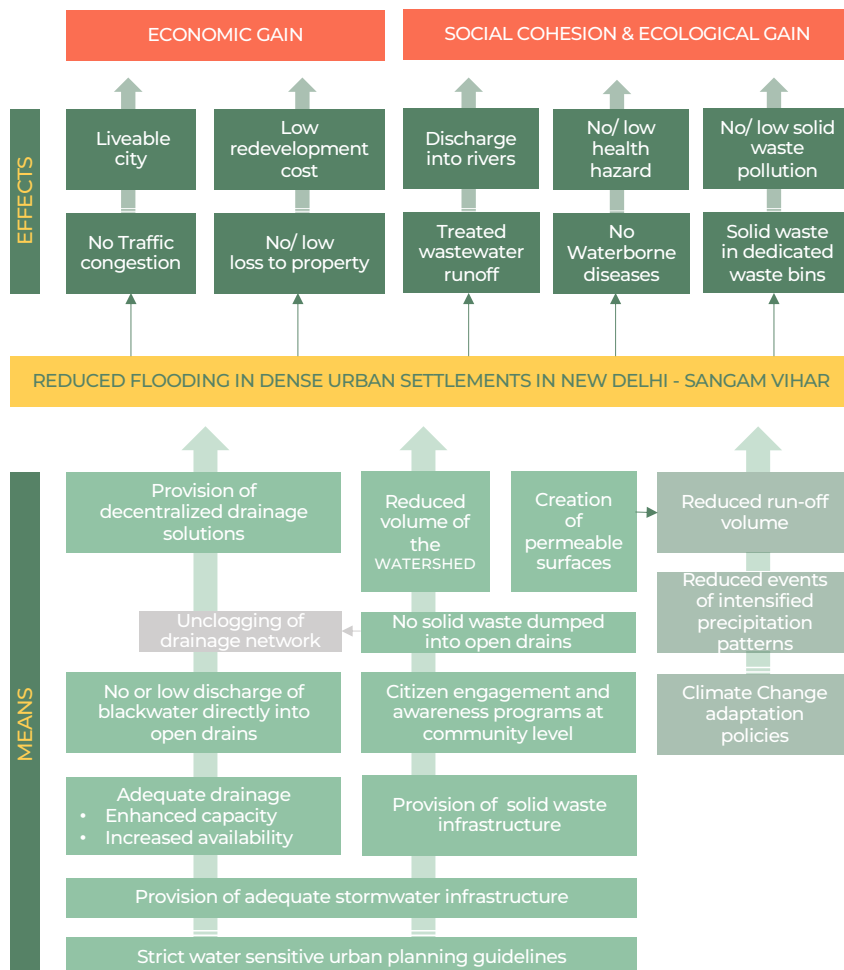 ECONOMIC GAIN
SOCIAL COHESION & ECOLOGICAL GAIN
EFFECTS
Liveable
city
Low
redevelopment
cost
Discharge
into rivers
No/ low
health
hazard
No/ low solid
waste
pollution
No Traffic
congestion
No/ low
loss to property
Treated
wastewater
runoff
No
Waterborne
diseases
Solid waste
in dedicated
waste bins
REDUCED FLOODING IN DENSE URBAN SETTLEMENTS IN NEW DELHI - SANGAM VIHAR
MEANS
Provision of
decentralized drainage
solutions
Reduced
volume of
the
WATERSHED
Creation
of
permeable
surfaces
Reduced run-off
volume
Unclogging of
drainage network
No solid waste dumped
into open drains
Reduced events
of intensified
precipitation
patterns
No or low discharge of
blackwater directly into
open drains
Citizen engagement and
awareness programs at
community level
Climate Change
adaptation
policies
Adequate drainage
• Enhanced capacity
• Increased availability
Provision of solid waste
infrastructure
Provision of adequate stormwater infrastructure
Strict water sensitive urban planning guidelines